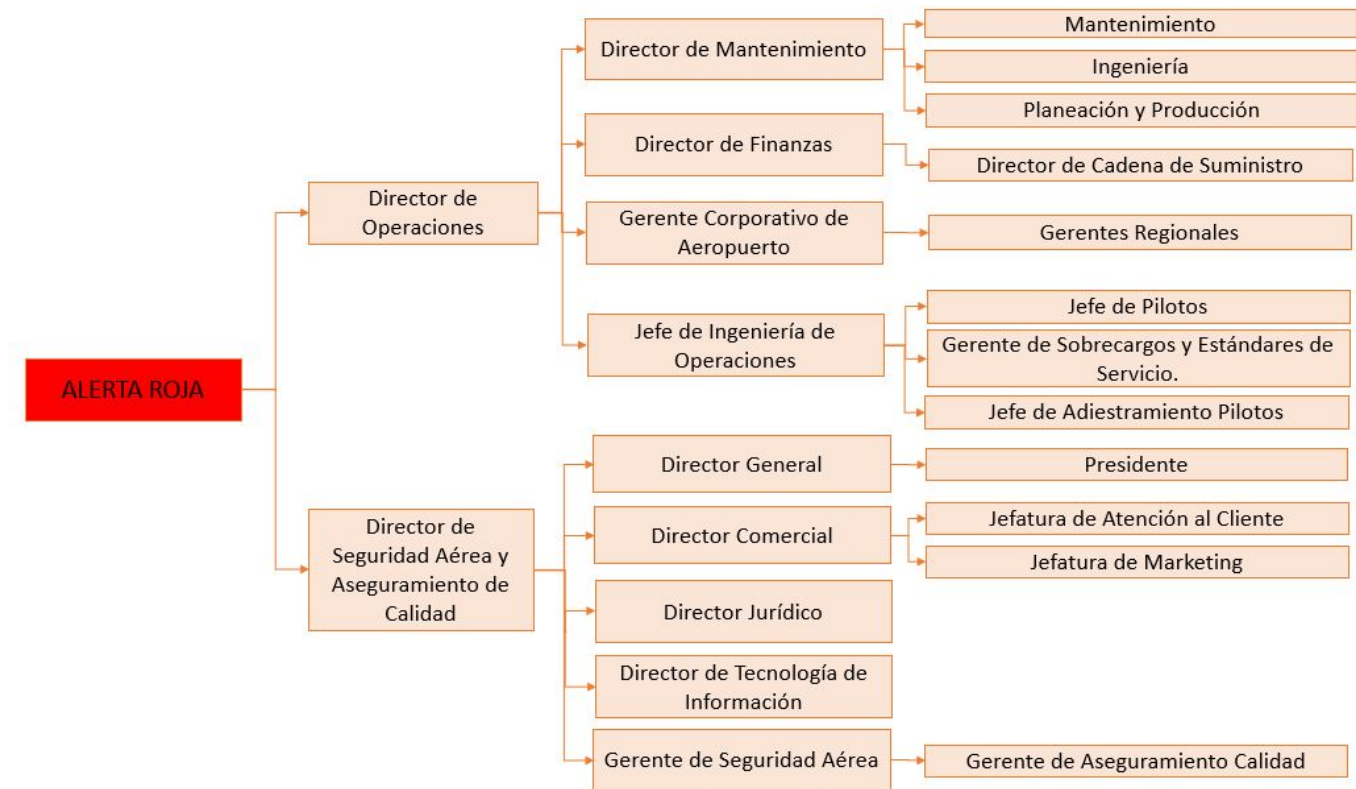 ALERTA ROJA
Director de
Operaciones
Director de Mantenimiento
Mantenimiento
Ingeniería
Planeación y Producción
Director de Finanzas
Director de Cadena de Suministro
Gerente Corporativo de
Aeropuerto
Gerentes Regionales
Jefe de Ingeniería de
Operaciones
Jefe de Pilotos
Gerente de Sobrecargos y Estándares de
Servicio.
Jefe de Adiestramiento Pilotos
Director de
Seguridad Aérea y
Aseguramiento de
Calidad
Director General
Presidente
Director Comercial
Jefatura de Atención al Cliente
Jefatura de Marketing
Director Jurídico
Director de Tecnología de
Información
Gerente de Seguridad Aérea
Gerente de Aseguramiento Calidad